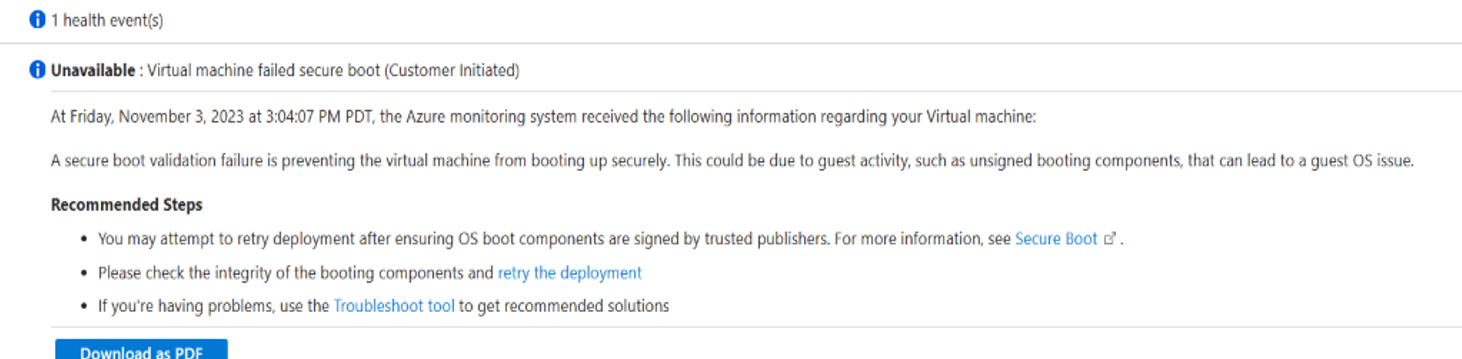 1 health event(s)
Unavailable : Virtual machine failed secure boot (Customer Initiated)
At Friday, November 3, 2023 at 3:04:07 PM PDT, the Azure monitoring system received the following information regarding your Virtual machine:
A secure boot validation failure is preventing the virtual machine from booting up securely. This could be due to guest activity, such as unsigned booting components, that can lead to a guest OS issue.
Recommended Steps
• You may attempt to retry deployment after ensuring OS boot components are signed by trusted publishers. For more information, see Secure Boot .
• Please check the integrity of the booting components and retry the deployment
• If you're having problems, use the Troubleshoot tool to get recommended solutions
Download as PDF